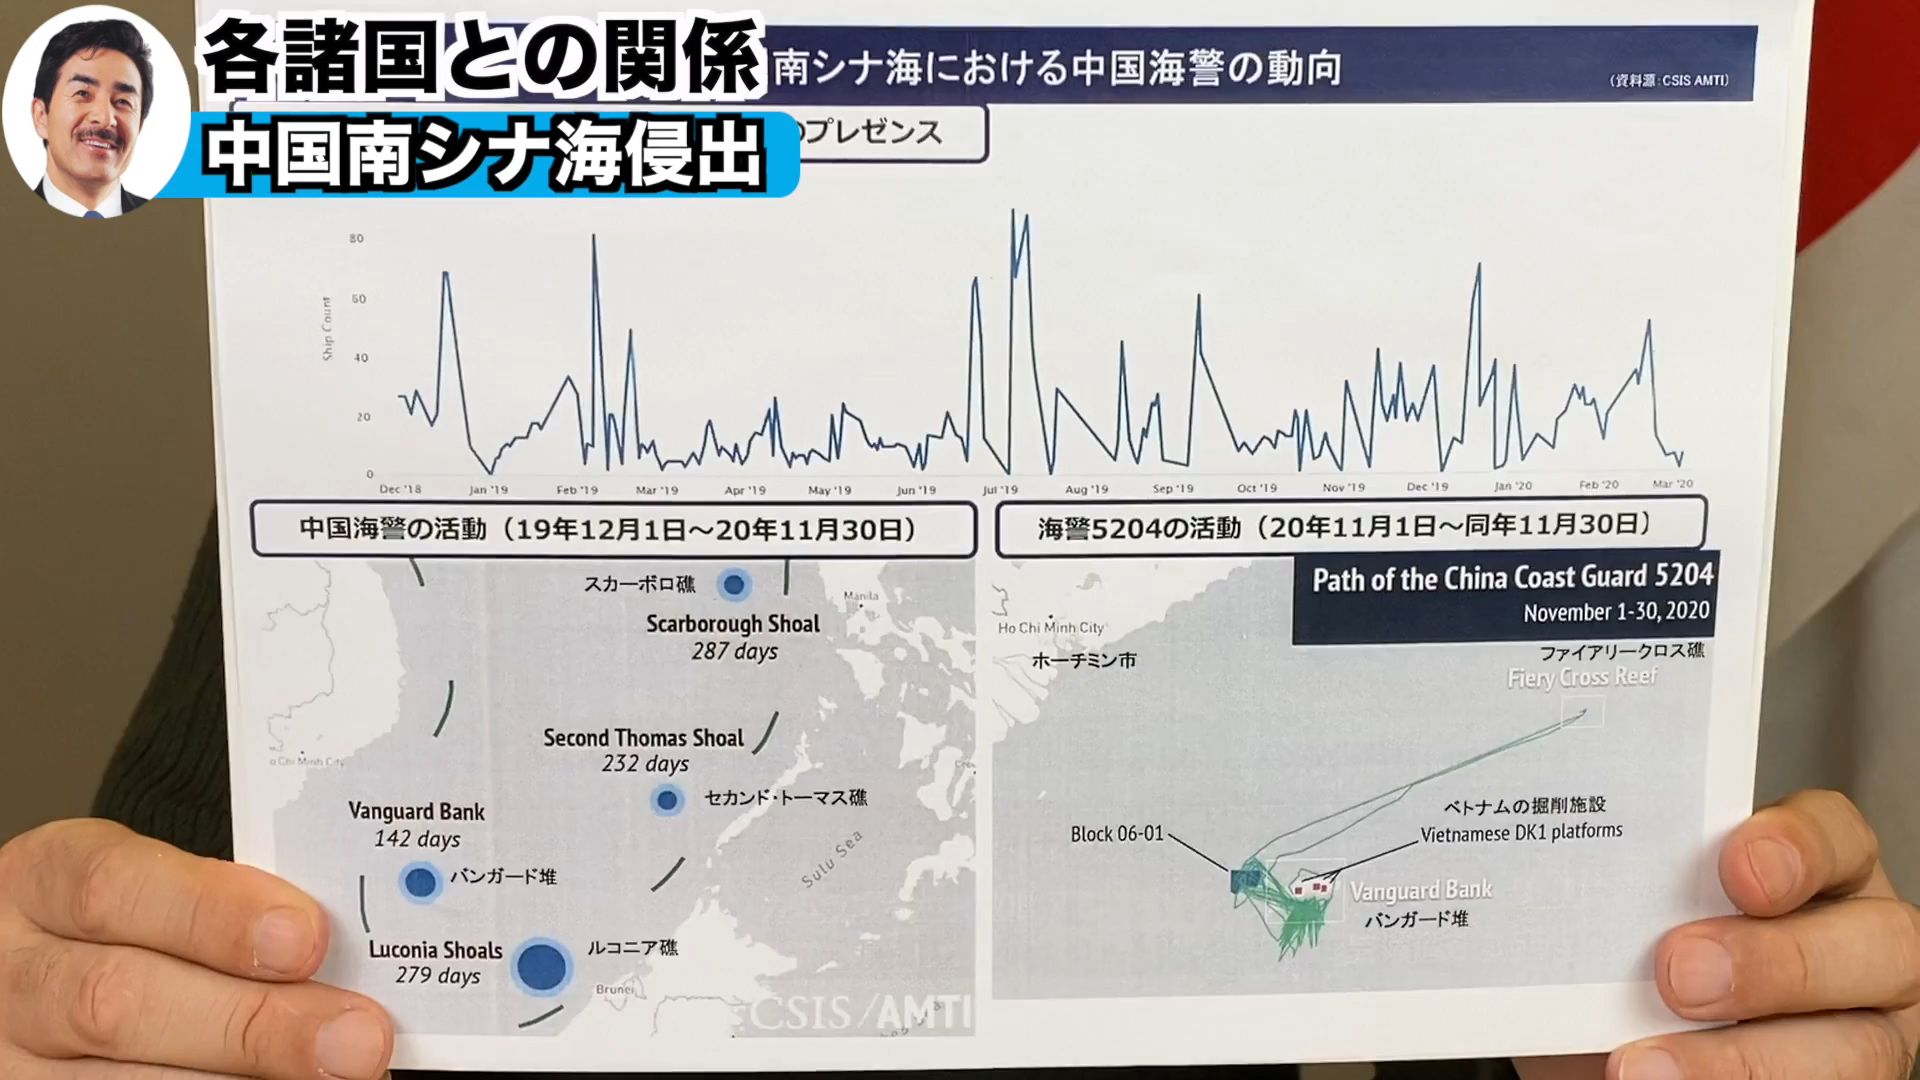 各諸国との関係
中国南シナ海侵出
南シナ海における中国海警の動向
(資料源:CSIS AMTI)
プレゼンス
Ship Count
80
60
40
20
0
Dec '18 Jan '19 Feb '19 Mar '19 Apr '19 May '19 Jun '19 Jul '19 Aug '19 Sep '19 Oct '19 Nov '19 Dec '19 Jan '20 Feb '20 Mar '20
中国海警の活動(19年12月1日~20年11月30日)
スカーボロ礁
Scarborough Shoal
287 days
Manila
Second Thomas Shoal
232 days
セカンド・トーマス礁
Chi Minh City
Vanguard Bank
142 days
バンガード堆
Sulu Sea
Luconia Shoals
279 days
ルコニア礁
Brunei
CSIS/AMTI
海警5204の活動(20年11月1日~同年11月30日)
Path of the China Coast Guard 5204
November 1-30, 2020
Ho Chi Minh City
ホーチミン市
ファイアリークロス礁
Fiery Cross Reef
ベトナムの掘削施設
Vietnamese DK1 platforms
Block 06-01
Vanguard Bank
バンガード堆